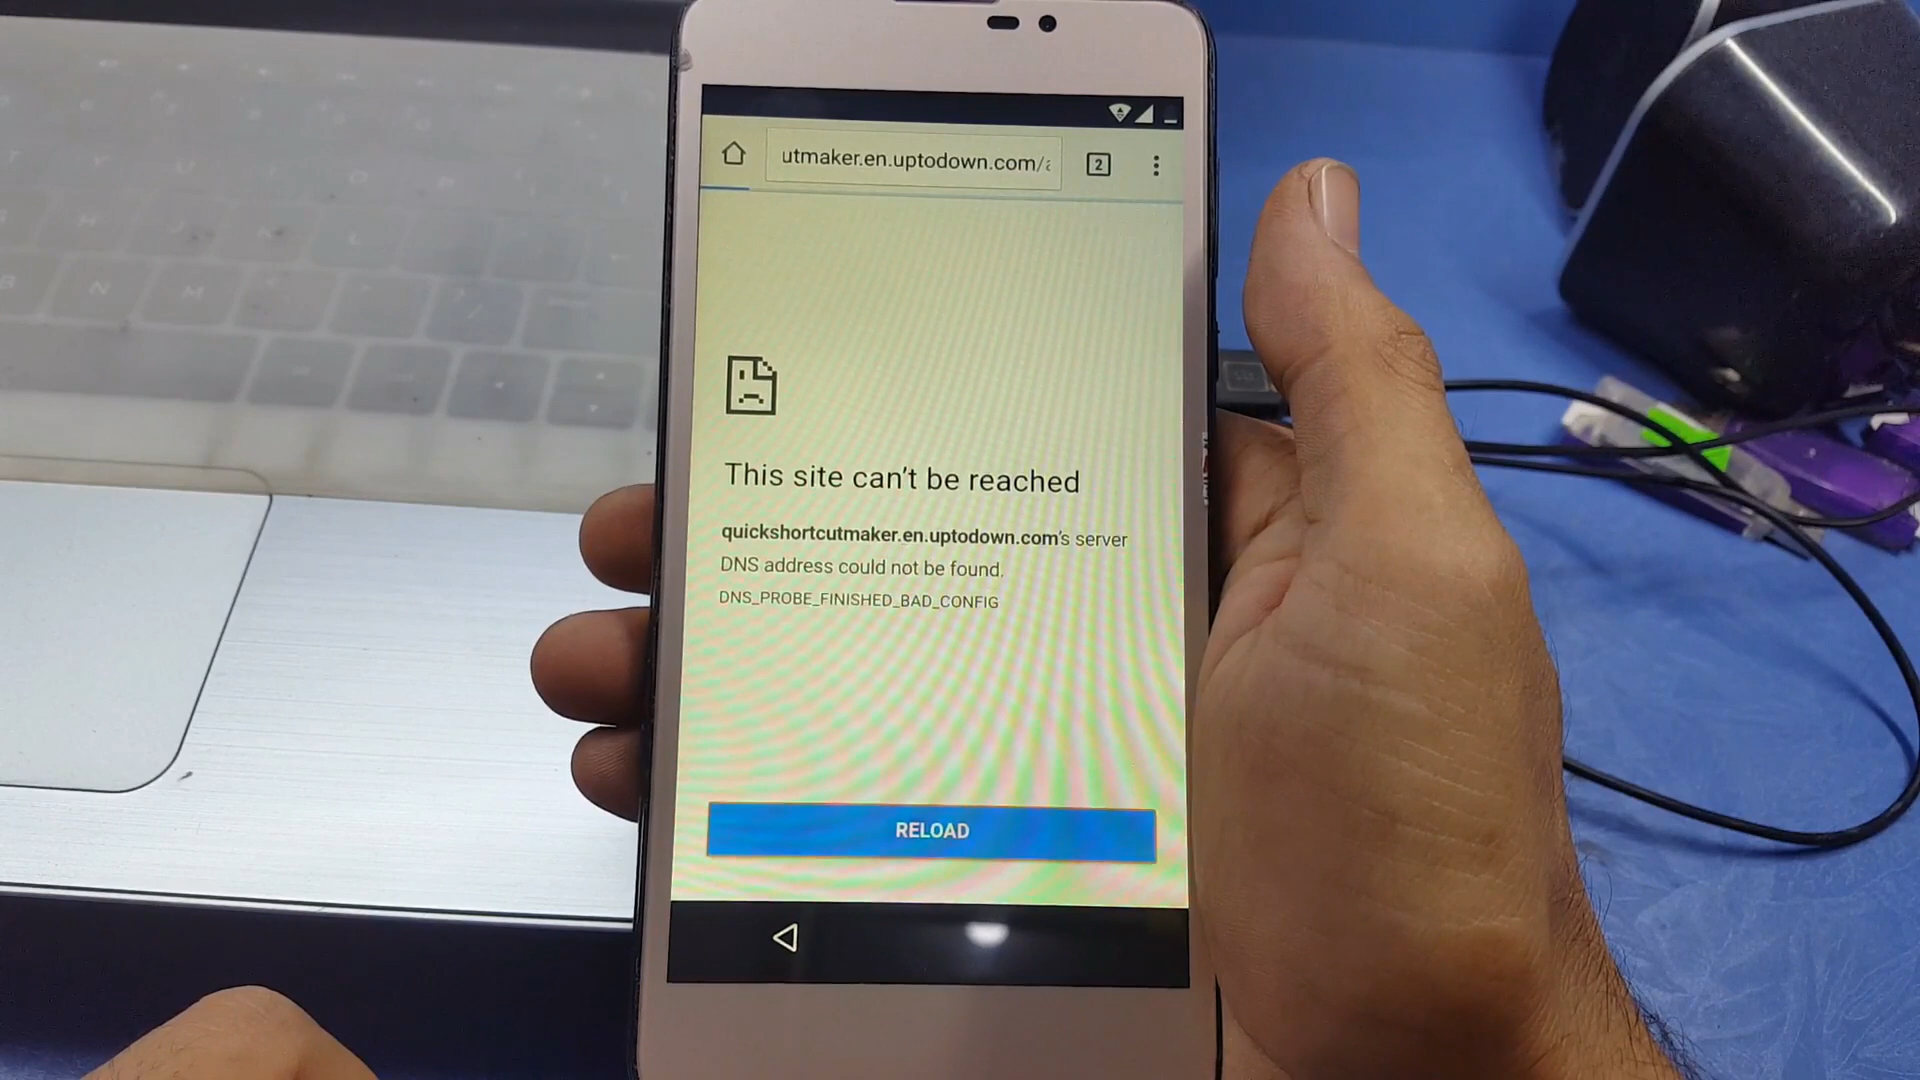 utmaker.en.uptodown.com/a
2
This site can't be reached
quickshortcutmaker.en.uptodown.com's server
DNS address could not be found.
DNS_PROBE_FINISHED_BAD_CONFIG
RELOAD
Y
H
L
B
N
M